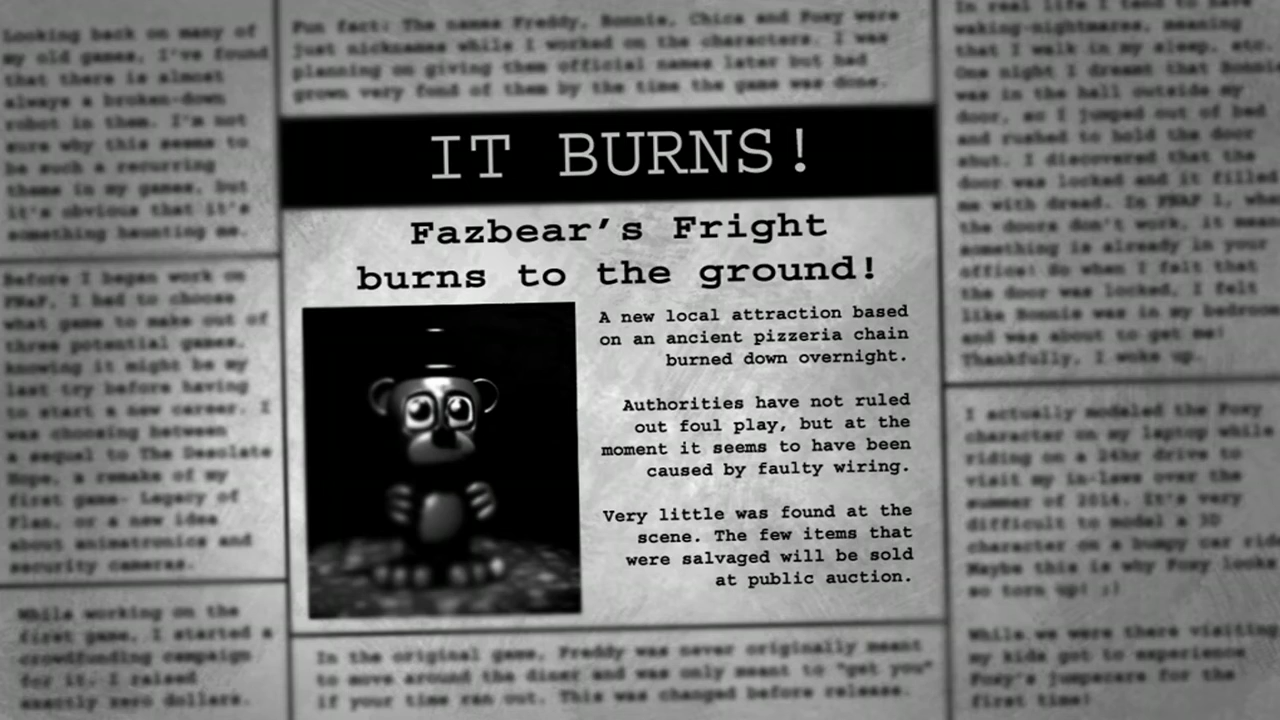 Looking back on many of
my old games, I've found
that there is almost
always a broken-down
robot in them. I'm not
sure why this seems to
be such a recurring
theme in my games, but
it's obvious that it's
something haunting me.
Before I began work on
FNaF, I had to choose
what game to make out of
three potential games,
knowing it might be my
last try before having
to start a new career. I
was choosing between
a sequel to The Desolate
Hope, a remake of my
first game- Legacy of
Flan, or a new idea
about animatronics and
security cameras.
While working on the
first game, I started a
crowdfunding campaign
for it. I raised
exactly zero dollars.
Fun fact: The names Freddy, Bonnie, Chica and Foxy were
just nicknames while I worked on the characters. I was
planning on giving them official names later but had
grown very fond of them by the time the game was done.
IT BURNS!
Fazbear's Fright
burns to the ground!
A new local attraction based
on an ancient pizzeria chain
burned down overnight.
Authorities have not ruled
out foul play, but at the
moment it seems to have been
caused by faulty wiring.
Very little was found at the
scene. The few items that
were salvaged will be sold
at public auction.
In the original game, Freddy was never originally meant
to move around the diner and was only meant to "get you"
if your time ran out. This was changed before release.
In real life I tend to have
waking-nightmares, meaning
that I walk in my sleep, etc.
One night I dreamt that Bonnie
was in the hall outside my
door, so I jumped out of bed
and rushed to hold the door
shut. I discovered that the
door was locked and it filled
me with dread. In FNAF 1, when
the doors don't work, it means
something is already in your
office! So when I felt that
the door was locked, I felt
like Bonnie was in my bedroom
and was about to get me!
Thankfully, I woke up.
I actually modeled the Foxy
character on my laptop while
riding on a 24hr drive to
visit my in-laws over the
summer of 2014. It's very
difficult to model a 3D
character on a bumpy car ride
Maybe this is why Foxy looks
so torn up! ;)
While we were there visiting
my kids got to experience
Foxy's jumpscare for the
first time!